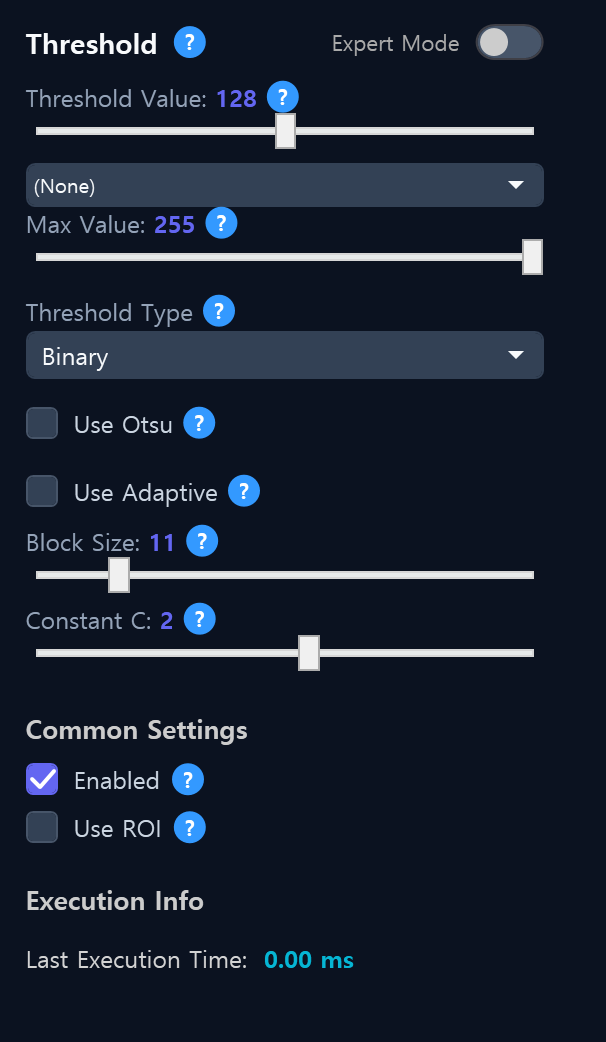 Threshold ? Expert Mode
Threshold Value: 128 ?
(None)
Max Value: 255 ?
Threshold Type ?
Binary
Use Otsu ?
Use Adaptive ?
Block Size: 11 ?
Constant C: 2 ?
Common Settings
Enabled ?
Use ROI ?
Execution Info
Last Execution Time: 0.00 ms